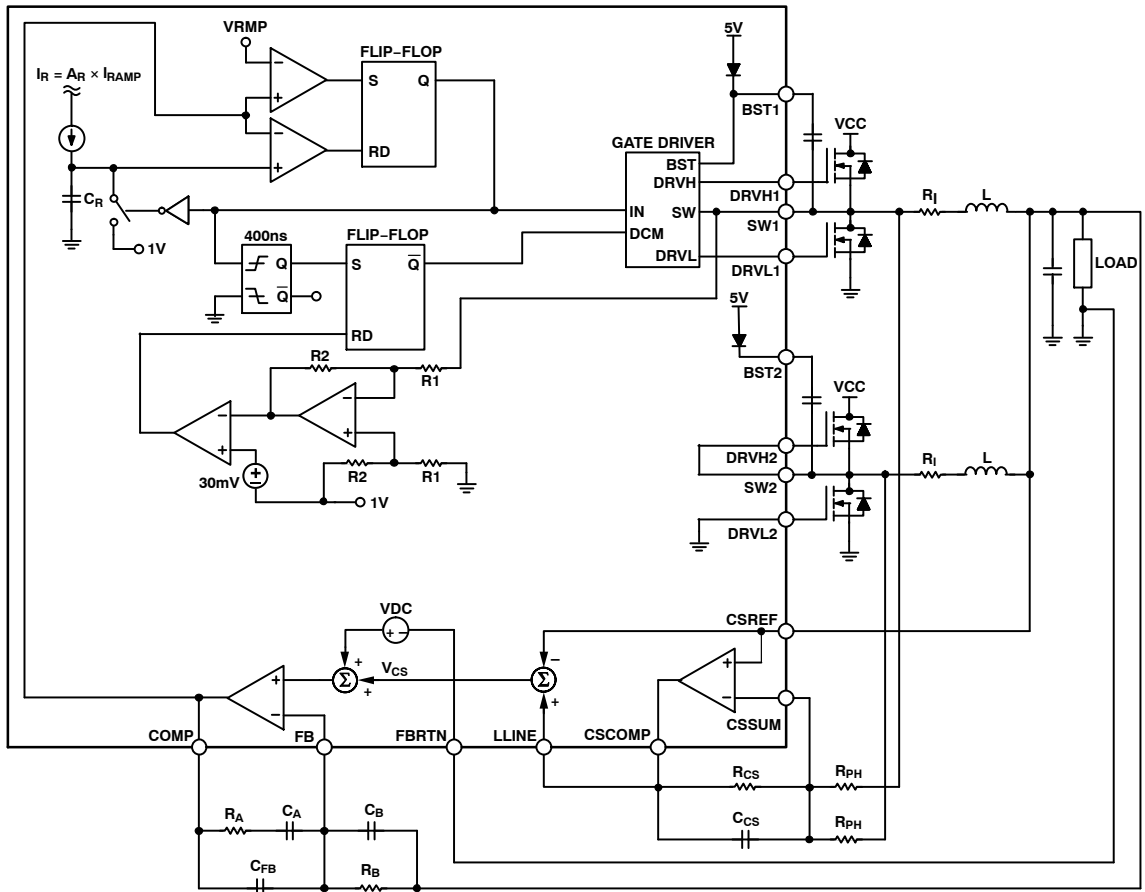 VRMP
5V
FLIP–FLOP
I_R = A_R × I_RAMP
−
+
S
Q
BST1
VCC
GATE DRIVER
−
+
RD
BST
DRVH
DRVH1
C_R
IN
SW
SW1
R_I
L
1V
400ns
FLIP–FLOP
DCM
Q
S
Q̅
DRVL
DRVL1
LOAD
Q̅
5V
RD
R2
R1
BST2
VCC
−
+
−
+
DRVH2
R_I
L
30mV
R2
R1
SW2
1V
DRVL2
VDC
+ −
CSREF
+
V_CS
−
+
+
Σ
+
Σ
+
−
−
CSSUM
COMP
FB
FBRTN
LLINE
CSCOMP
R_CS
R_PH
R_A
C_A
C_B
C_CS
R_PH
C_FB
R_B